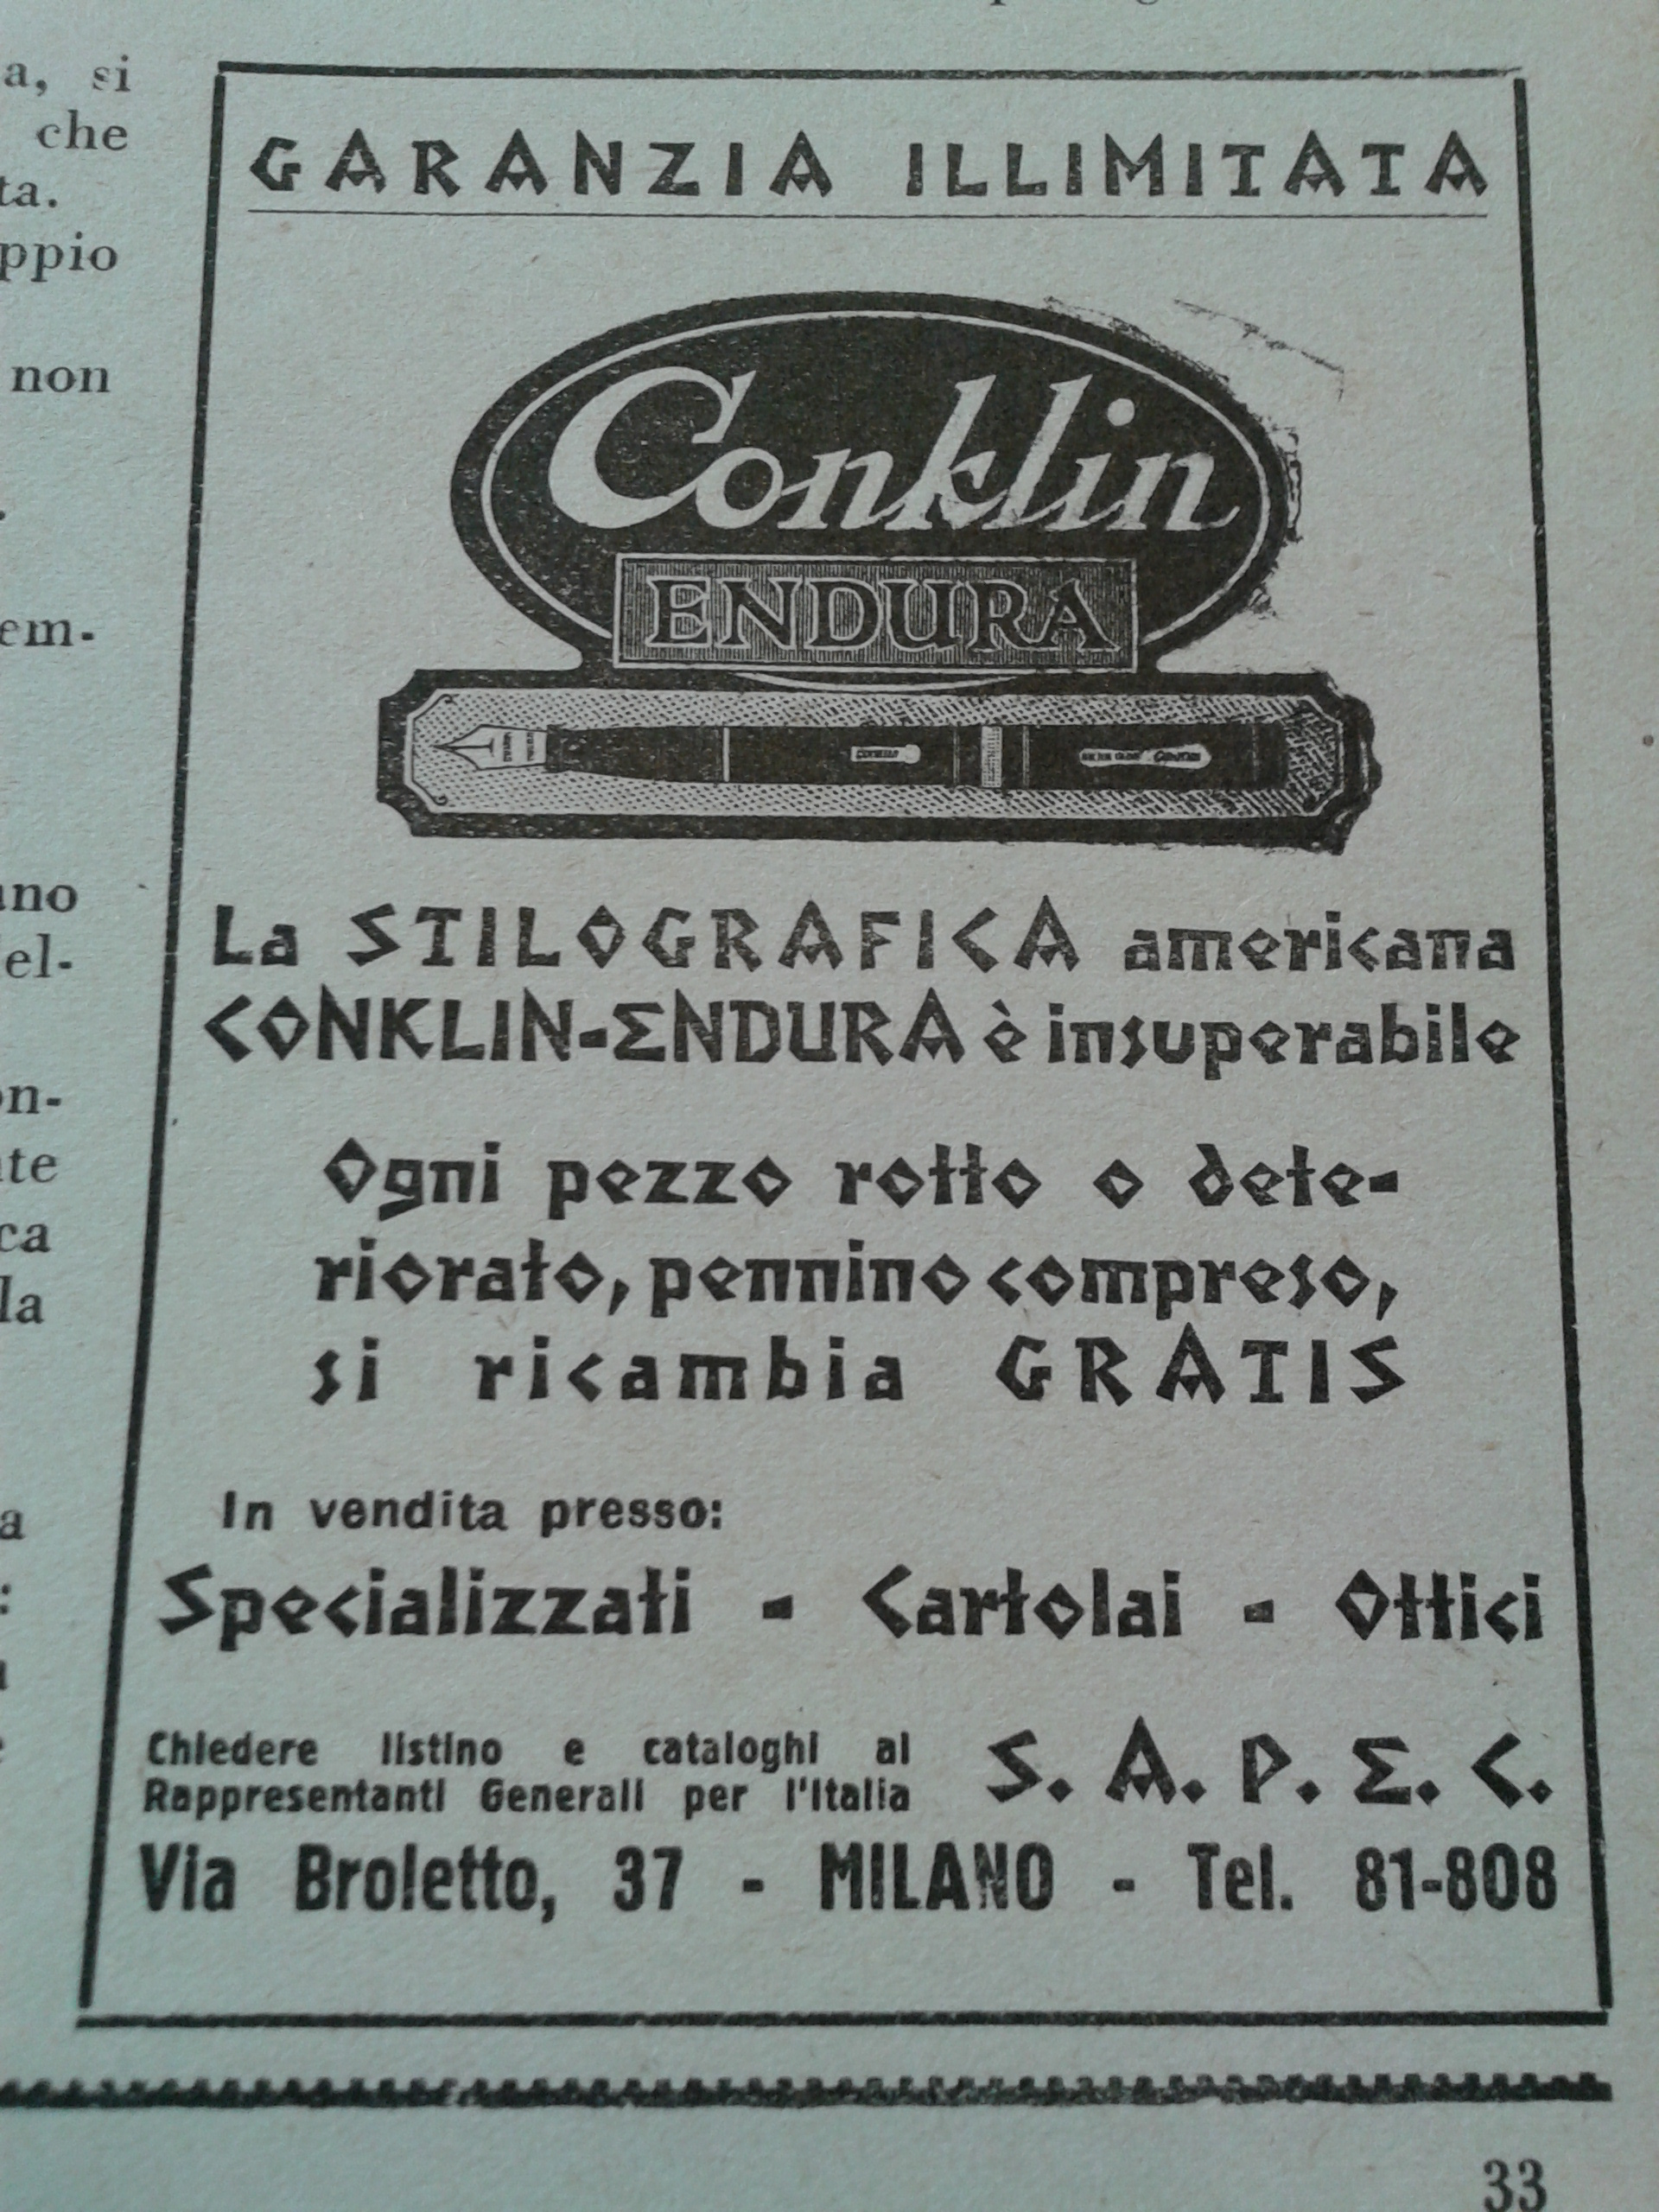 a, si
che
ta.
ppio
non
em-
no
el-
on-
te
ca
la
a
GARANZIA ILLIMITATA
Conklin
ENDURA
La STILOGRAFICA americana
CONKLIN-ENDURA è insuperabile
Ogni pezzo rotto o dete-
riorato, pennino compreso,
si ricambia GRATIS
In vendita presso:
Specializzati - Cartolai - Ottici
Chiedere listino e cataloghi ai
Rappresentanti Generali per l'Italia
S. A. P. E. C.
Via Broletto, 37 - MILANO - Tel. 81-808
33